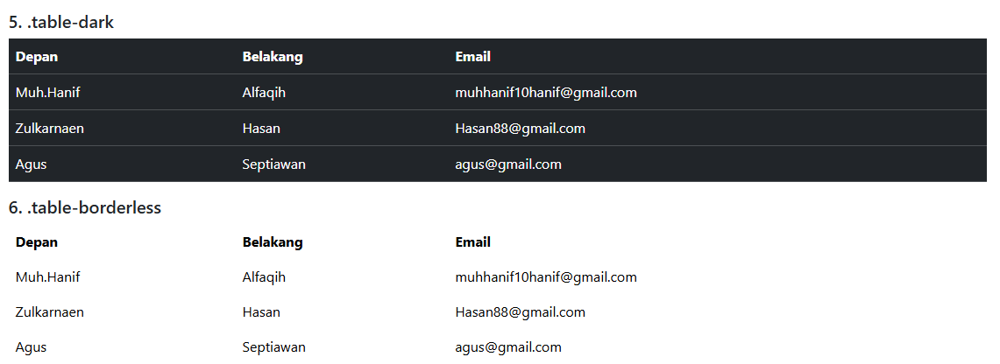 5. .table-dark
Depan Belakang Email
Muh.Hanif Alfaqih muhhanif10hanif@gmail.com
Zulkarnaen Hasan Hasan88@gmail.com
Agus Septiawan agus@gmail.com
6. .table-borderless
Depan Belakang Email
Muh.Hanif Alfaqih muhhanif10hanif@gmail.com
Zulkarnaen Hasan Hasan88@gmail.com
Agus Septiawan agus@gmail.com